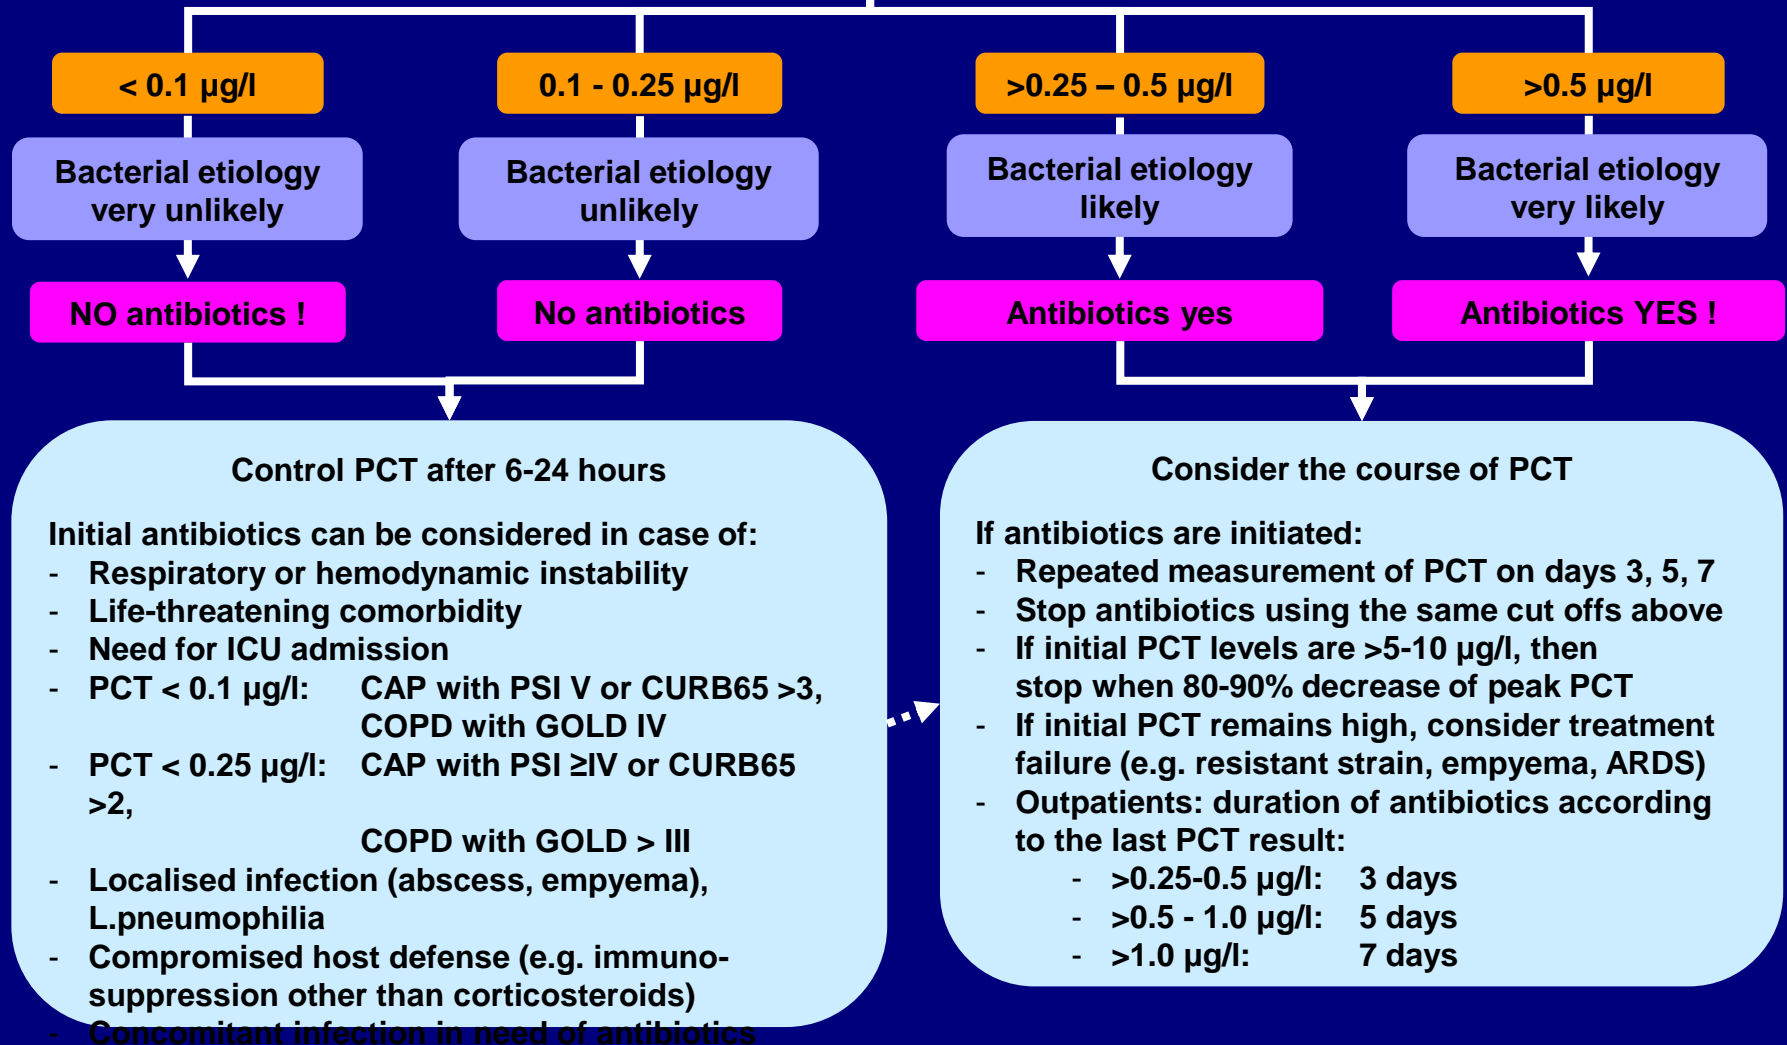 < 0.1 µg/l
0.1 - 0.25 µg/l
>0.25 – 0.5 µg/l
>0.5 µg/l
Bacterial etiology
very unlikely
Bacterial etiology
unlikely
Bacterial etiology
likely
Bacterial etiology
very likely
NO antibiotics !
No antibiotics
Antibiotics yes
Antibiotics YES !
Control PCT after 6-24 hours
Initial antibiotics can be considered in case of:
- Respiratory or hemodynamic instability
- Life-threatening comorbidity
- Need for ICU admission
- PCT < 0.1 µg/l: CAP with PSI V or CURB65 >3,
COPD with GOLD IV
- PCT < 0.25 µg/l: CAP with PSI ≥IV or CURB65
>2,
COPD with GOLD > III
- Localised infection (abscess, empyema),
L.pneumophilia
- Compromised host defense (e.g. immuno-
suppression other than corticosteroids)
- Concomitant infection in need of antibiotics
Consider the course of PCT
If antibiotics are initiated:
- Repeated measurement of PCT on days 3, 5, 7
- Stop antibiotics using the same cut offs above
- If initial PCT levels are >5-10 µg/l, then
stop when 80-90% decrease of peak PCT
- If initial PCT remains high, consider treatment
failure (e.g. resistant strain, empyema, ARDS)
- Outpatients: duration of antibiotics according
to the last PCT result:
- >0.25-0.5 µg/l: 3 days
- >0.5 - 1.0 µg/l: 5 days
- >1.0 µg/l: 7 days